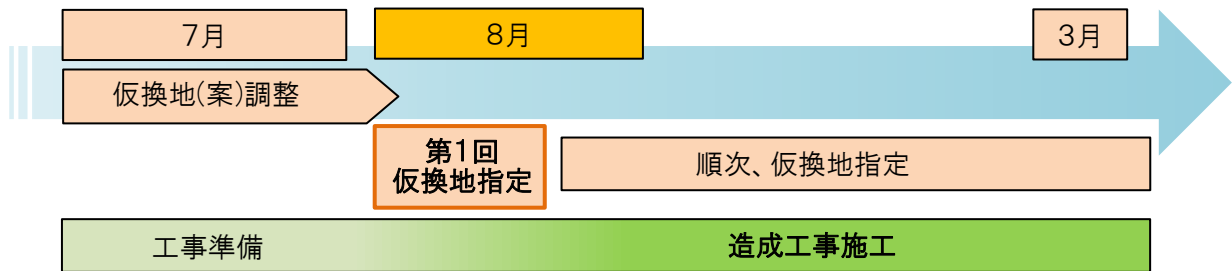 7月
8月
3月
仮換地(案)調整
第1回
仮換地指定
順次、仮換地指定
工事準備
造成工事施工